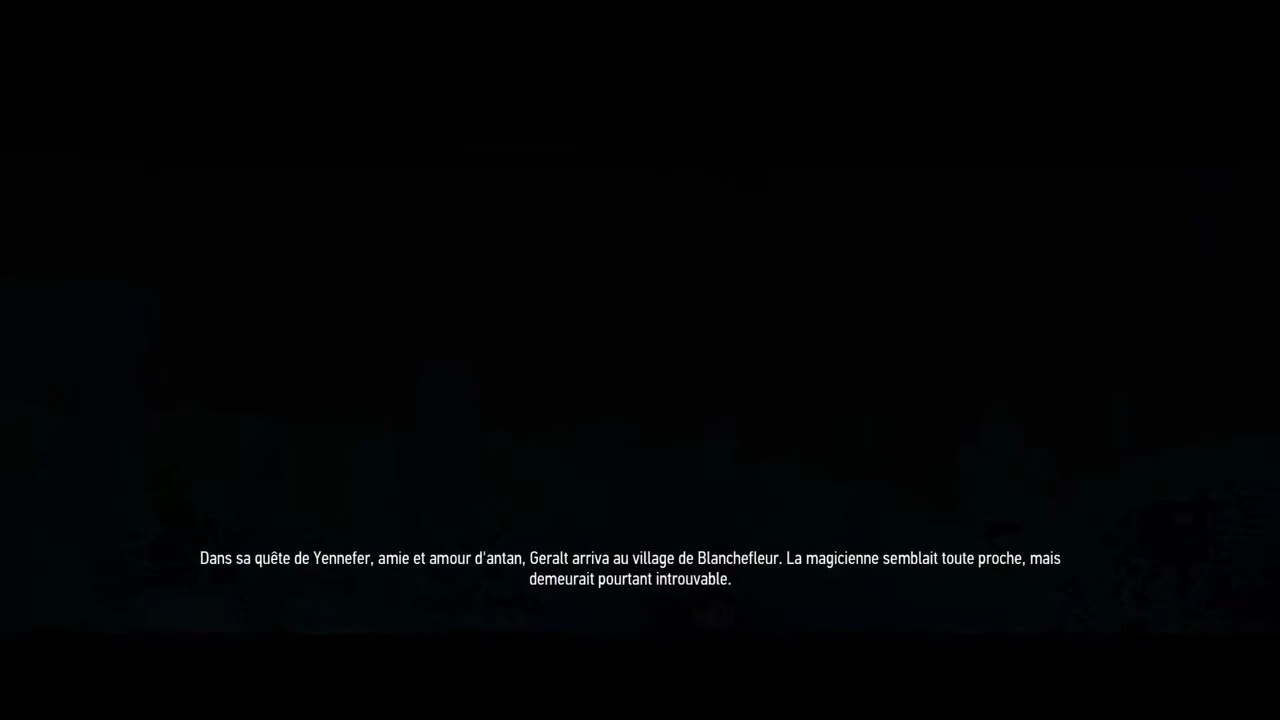 Dans sa quête de Yennefer, amie et amour d'antan, Geralt arriva au village de Blanchefleur. La magicienne semblait toute proche, mais
demeurait pourtant introuvable.